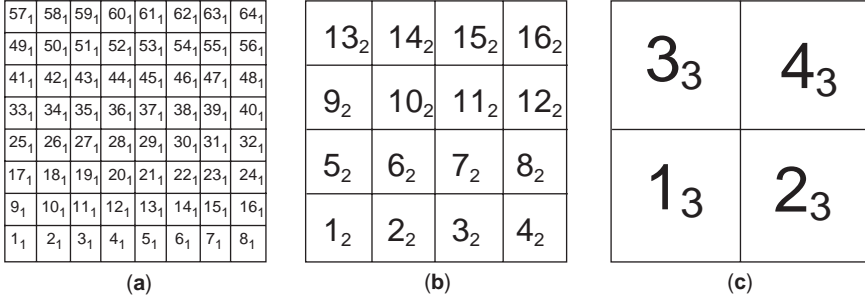 57₁ 58₁ 59₁ 60₁ 61₁ 62₁ 63₁ 64₁
49₁ 50₁ 51₁ 52₁ 53₁ 54₁ 55₁ 56₁
41₁ 42₁ 43₁ 44₁ 45₁ 46₁ 47₁ 48₁
33₁ 34₁ 35₁ 36₁ 37₁ 38₁ 39₁ 40₁
25₁ 26₁ 27₁ 28₁ 29₁ 30₁ 31₁ 32₁
17₁ 18₁ 19₁ 20₁ 21₁ 22₁ 23₁ 24₁
9₁ 10₁ 11₁ 12₁ 13₁ 14₁ 15₁ 16₁
1₁ 2₁ 3₁ 4₁ 5₁ 6₁ 7₁ 8₁
(a)
13₂ 14₂ 15₂ 16₂
9₂ 10₂ 11₂ 12₂
5₂ 6₂ 7₂ 8₂
1₂ 2₂ 3₂ 4₂
(b)
3₃ 4₃
1₃ 2₃
(c)